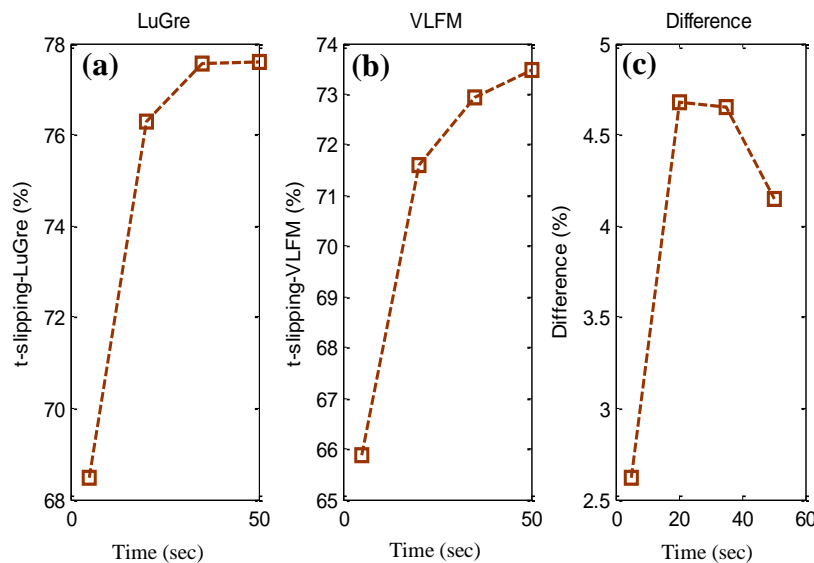 LuGre
(a)
t-slipping-LuGre (%)
78
76
74
72
70
68
0
50
Time (sec)
VLFM
(b)
t-slipping-VLFM (%)
74
73
72
71
70
69
68
67
66
65
0
50
Time (sec)
Difference
(c)
Difference (%)
5
4.5
4
3.5
3
2.5
0
20
40
60
Time (sec)